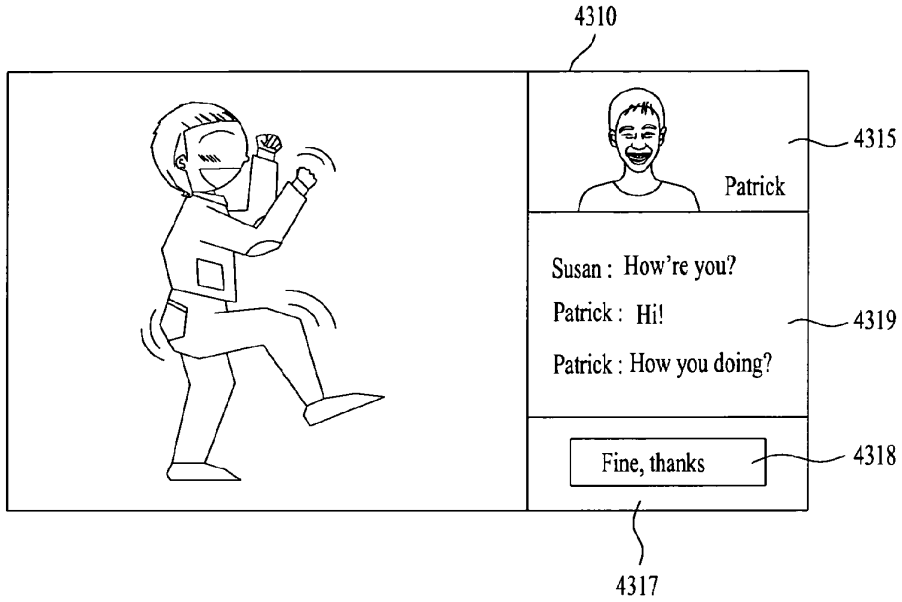 4310
4315
Patrick
Susan : How're you?
Patrick : Hi!
4319
Patrick : How you doing?
Fine, thanks
4318
4317